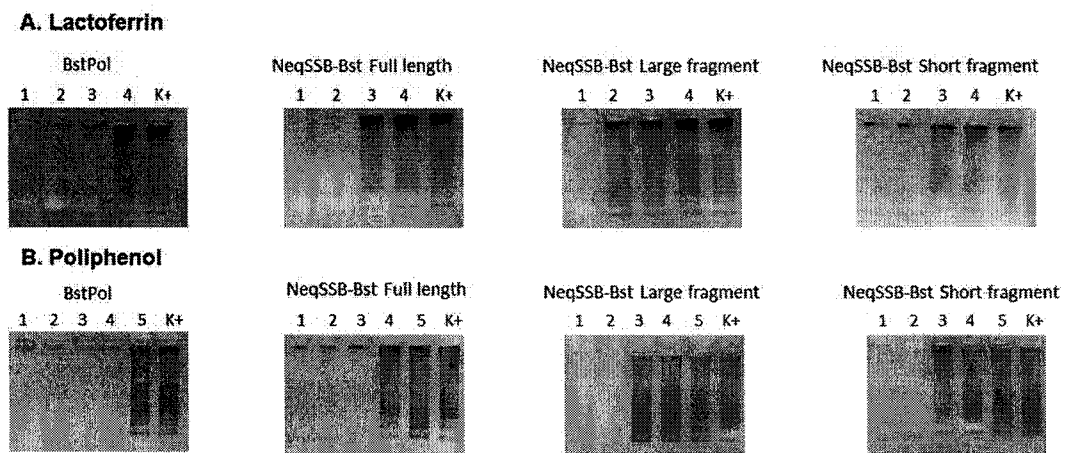 A. Lactoferrin
BstPol
NeqSSB-Bst Full length
NeqSSB-Bst Large fragment
NeqSSB-Bst Short fragment
1 2 3 4 K+
1 2 3 4 K+
1 2 3 4 K+
1 2 3 4 K+
B. Poliphenol
BstPol
NeqSSB-Bst Full length
NeqSSB-Bst Large fragment
NeqSSB-Bst Short fragment
1 2 3 4 5 K+
1 2 3 4 5 K+
1 2 3 4 5 K+
1 2 3 4 5 K+